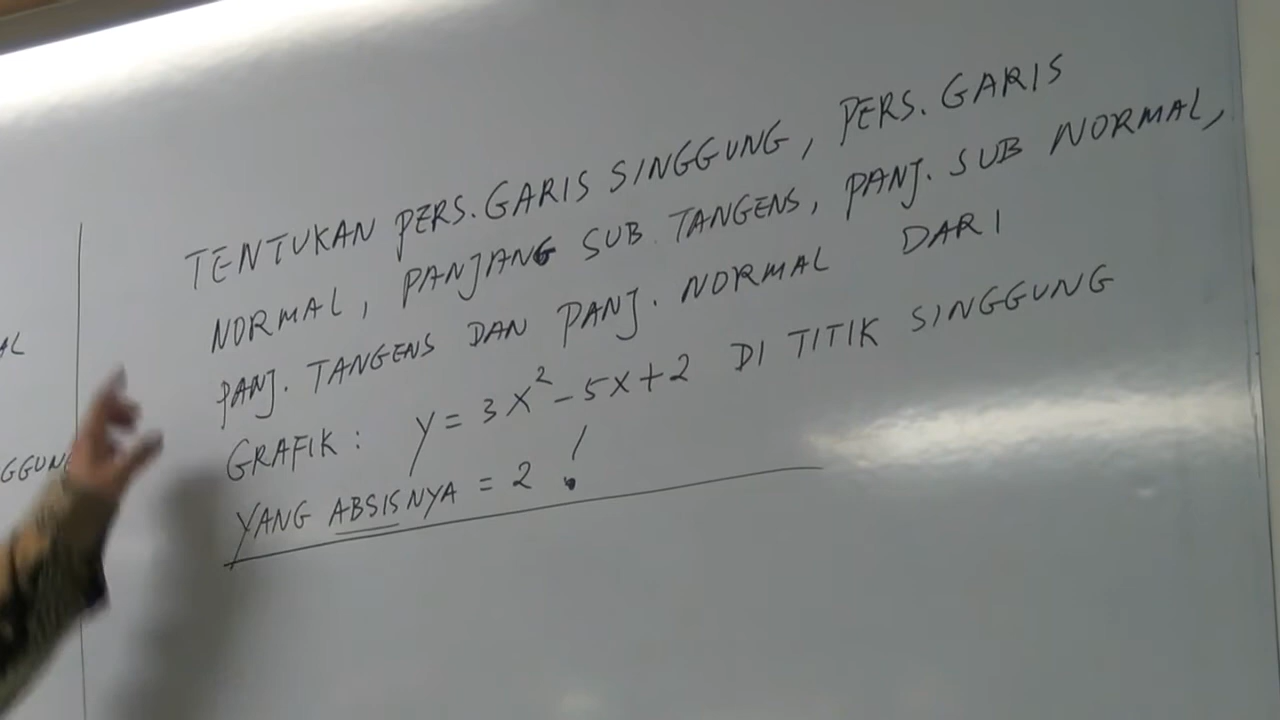 TENTUKAN PERS. GARIS SINGGUNG, PERS. GARIS
NORMAL, PANJANG SUB TANGENS, PANJ. SUB NORMAL,
PANJ. TANGENS DAN PANJ. NORMAL DARI
GRAFIK: y = 3x² - 5x + 2 DI TITIK SINGGUNG
YANG ABSISNYA = 2 !